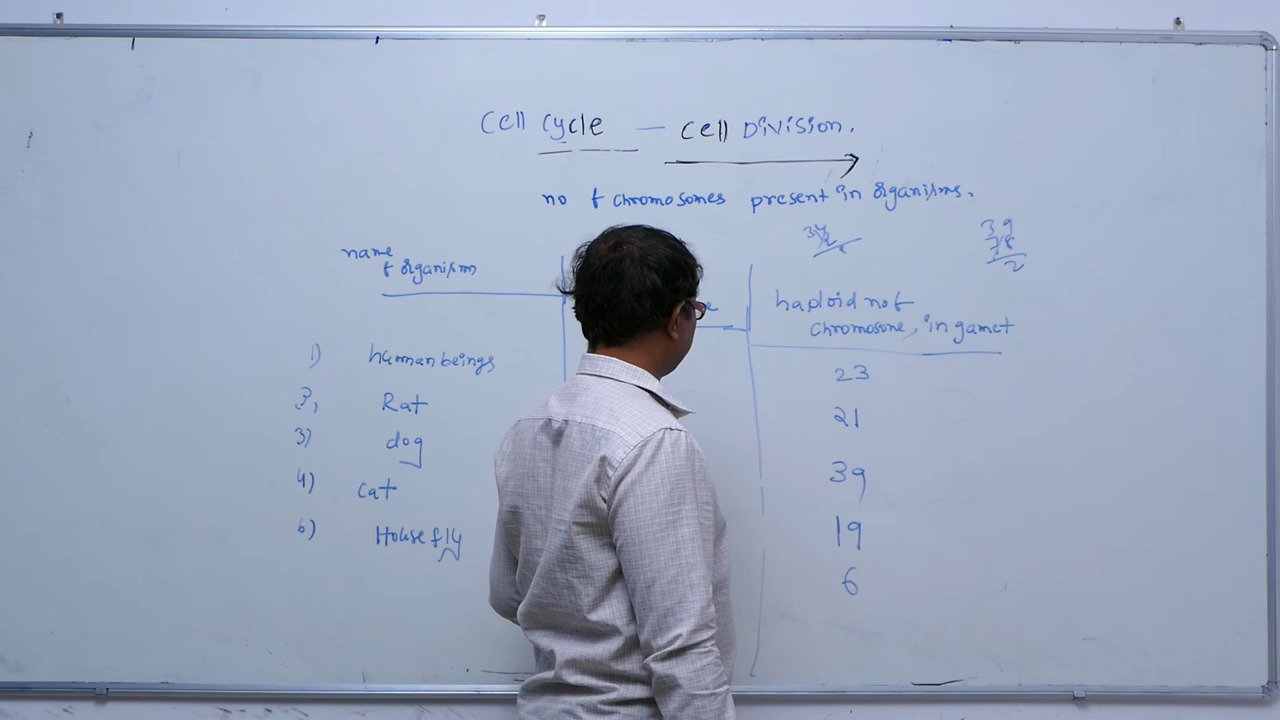 Cell Cycle — Cell Division.
no of chromosomes present in organisms.
39
78
2
name
of organism
haploid no of
chromosome, in gamet
1) human beings
23
3, Rat
21
3) dog
39
4) Cat
19
6) House fly
6